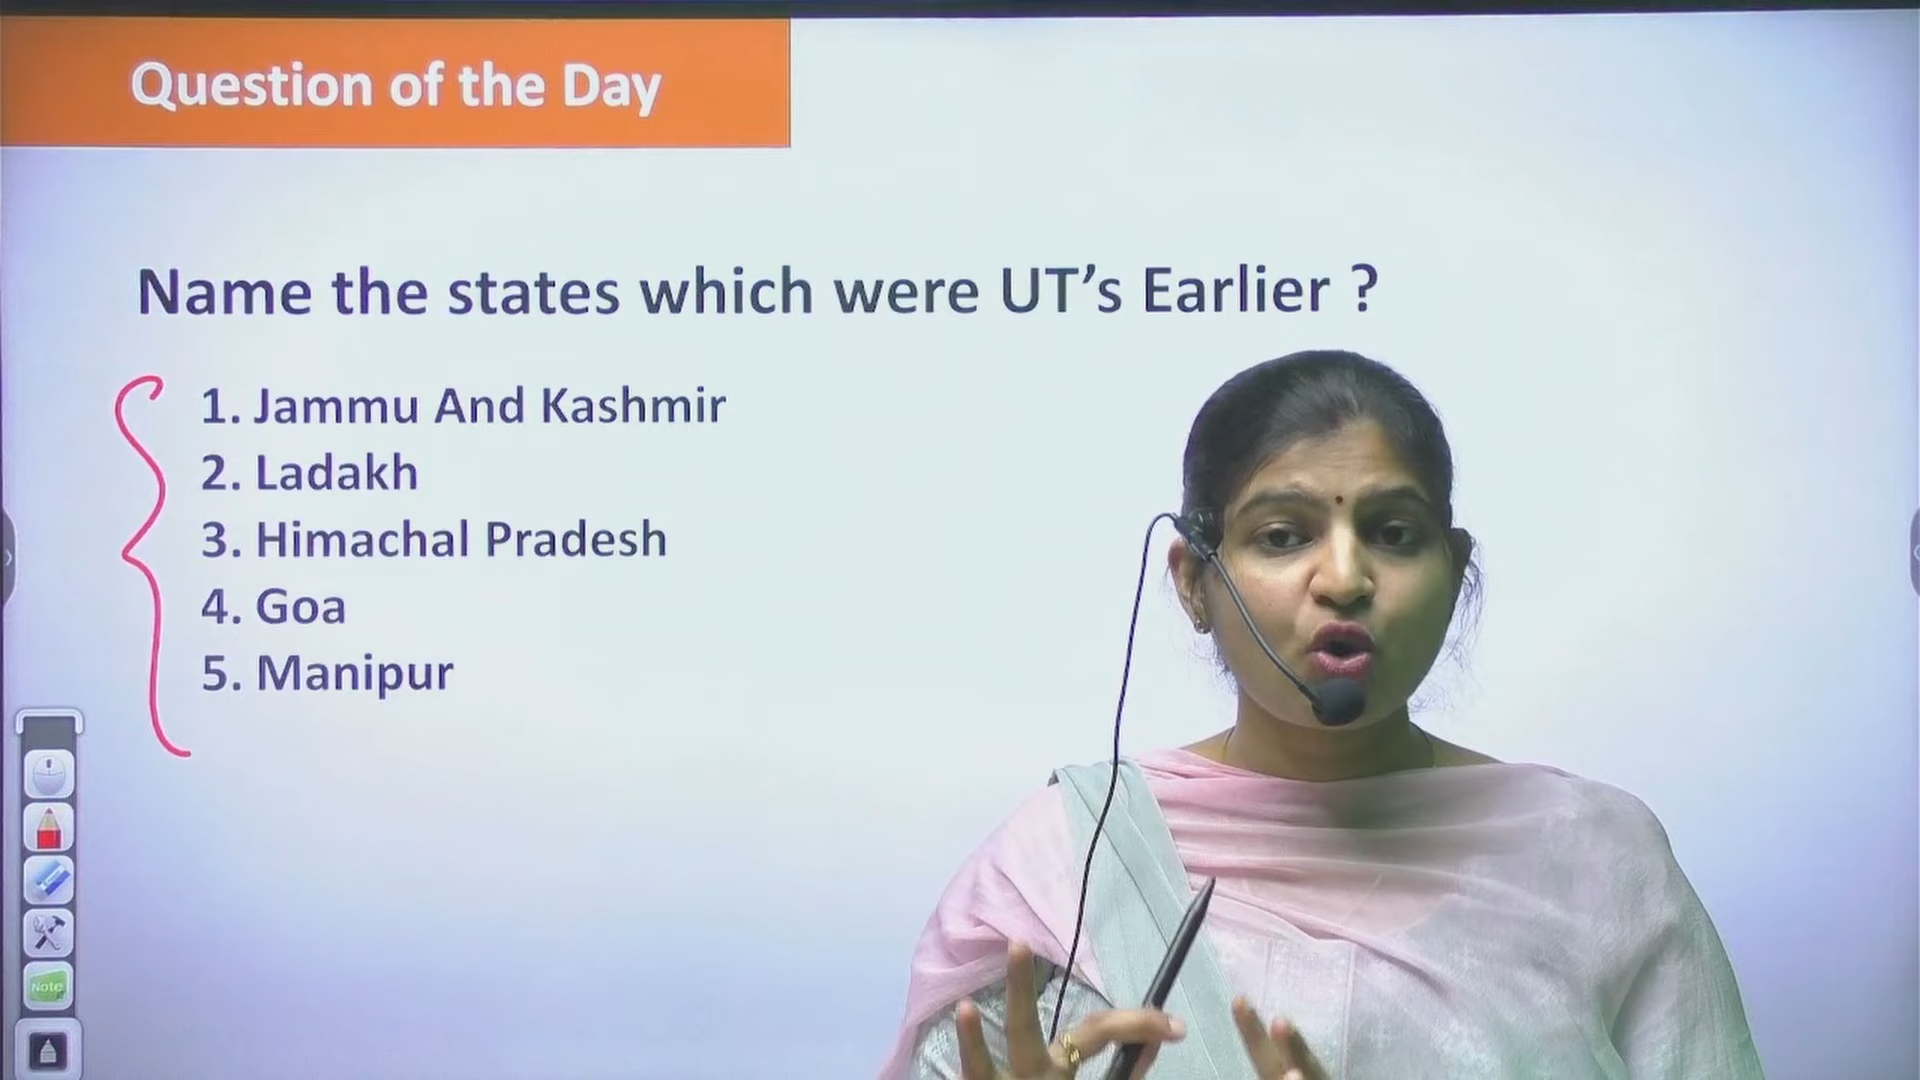 Question of the Day
Name the states which were UT’s Earlier ?
1. Jammu And Kashmir
2. Ladakh
3. Himachal Pradesh
4. Goa
5. Manipur
Note